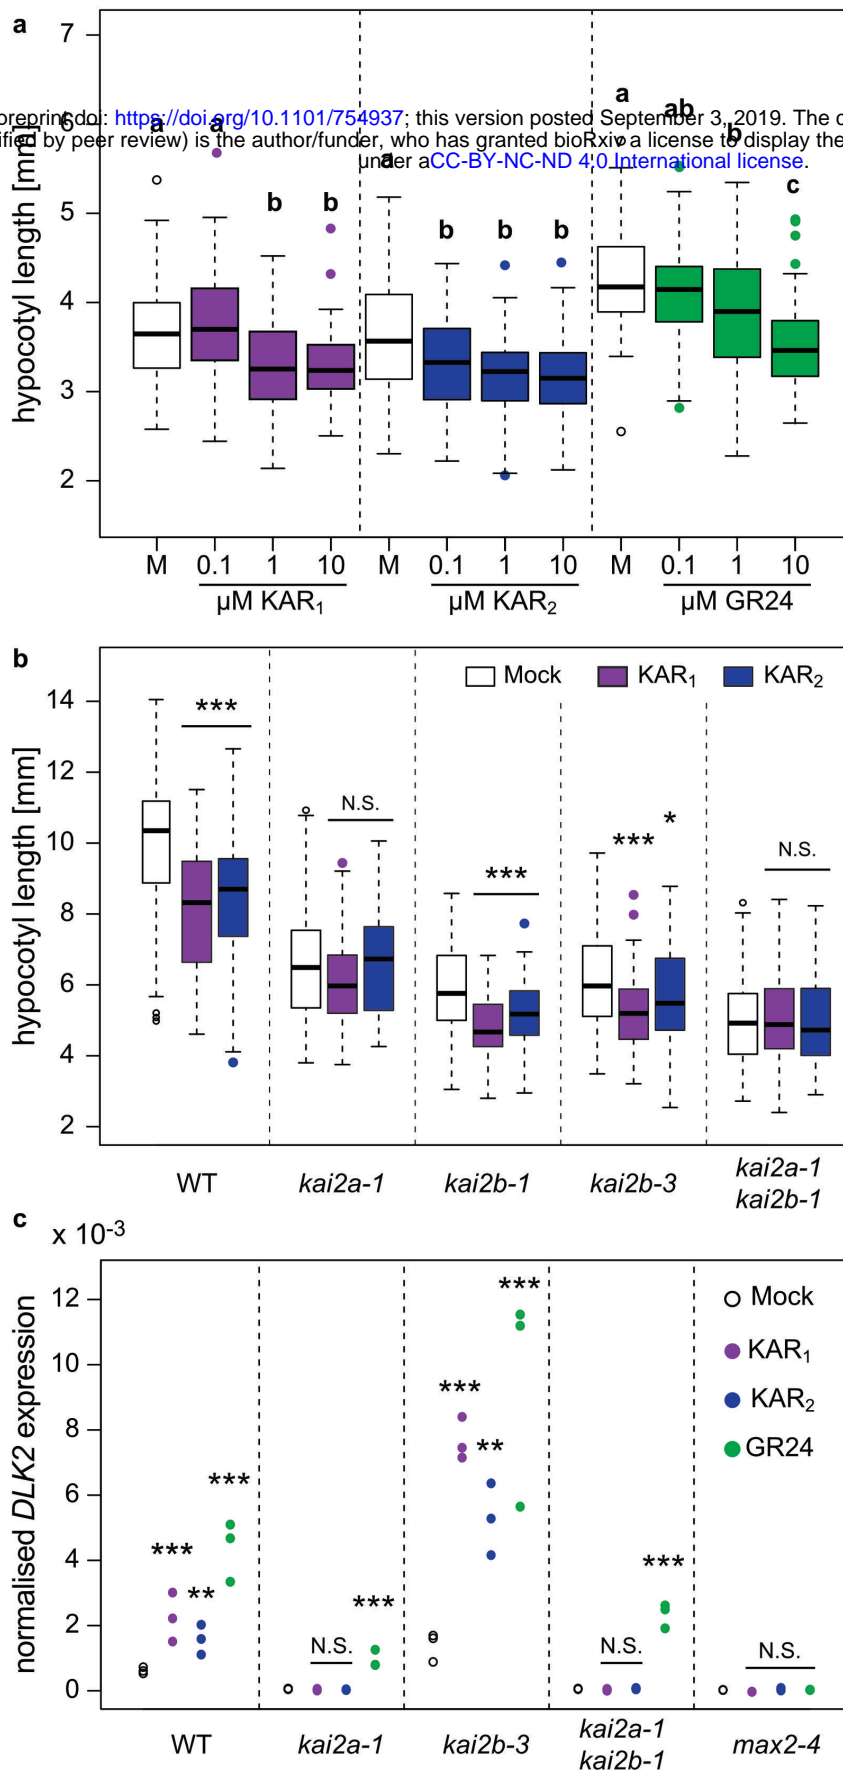 a
7
6
5
4
3
2
hypocotyl length [mm]
preprint doi: https://doi.org/10.1101/754937; this version posted September 3, 2019. The
by peer review) is the author/funder, who has granted bioRxiv a license to display the
under aCC-BY-NC-ND 4.0 International license.
a a b b a b b b a ab b c
M 0.1 1 10 M 0.1 1 10 M 0.1 1 10
µM KAR₁ µM KAR₂ µM GR24
b
Mock KAR₁ KAR₂
14
12
10
8
6
4
2
hypocotyl length [mm]
*** N.S. *** *** * N.S.
WT kai2a-1 kai2b-1 kai2b-3 kai2a-1
kai2b-1
c
x 10⁻³
12
10
8
6
4
2
0
normalised DLK2 expression
Mock
KAR₁
KAR₂
GR24
*** ** *** N.S. *** *** ** *** N.S. *** N.S.
WT kai2a-1 kai2b-3 kai2a-1 max2-4
kai2b-1